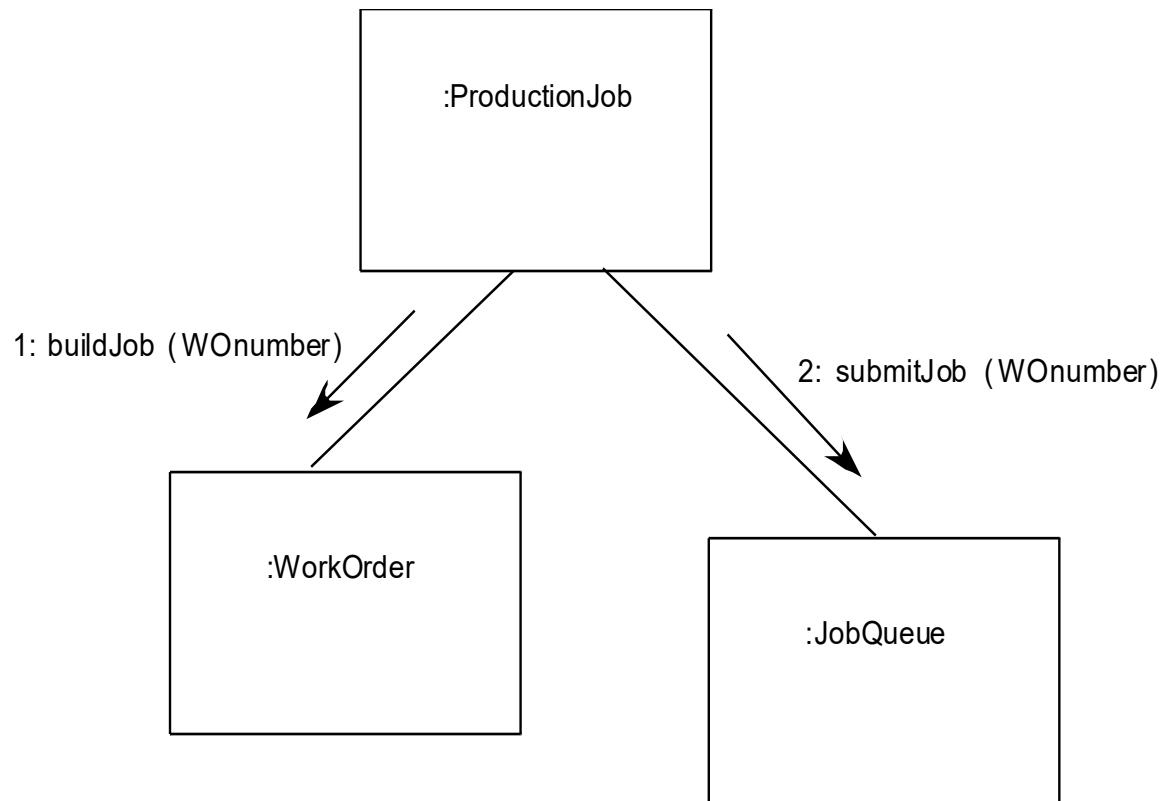 :ProductionJob
1: buildJob (WOnumber)
2: submitJob (WOnumber)
:WorkOrder
:JobQueue